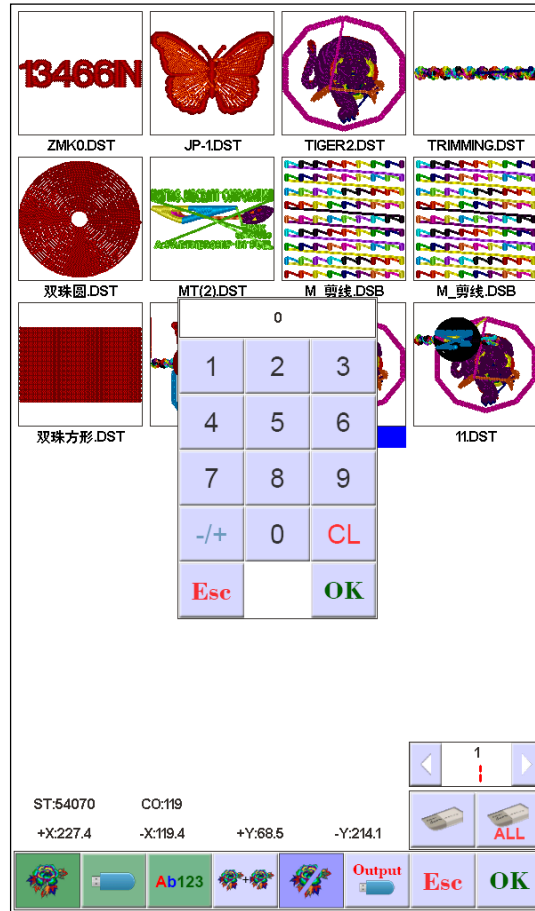 13466IN
ZMK0.DST
JP-1.DST
TIGER2.DST
TRIMMING.DST
双珠圆.DST
MT(2).DST
M_剪线.DSB
M_剪线.DSB
0
1 2 3
4 5 6
7 8 9
-/+ 0 CL
Esc OK
双珠方形.DST
11.DST
1
ST:54070 CO:119
+X:227.4 -X:119.4 +Y:68.5 -Y:214.1
ALL
Ab123
Output
Esc
OK